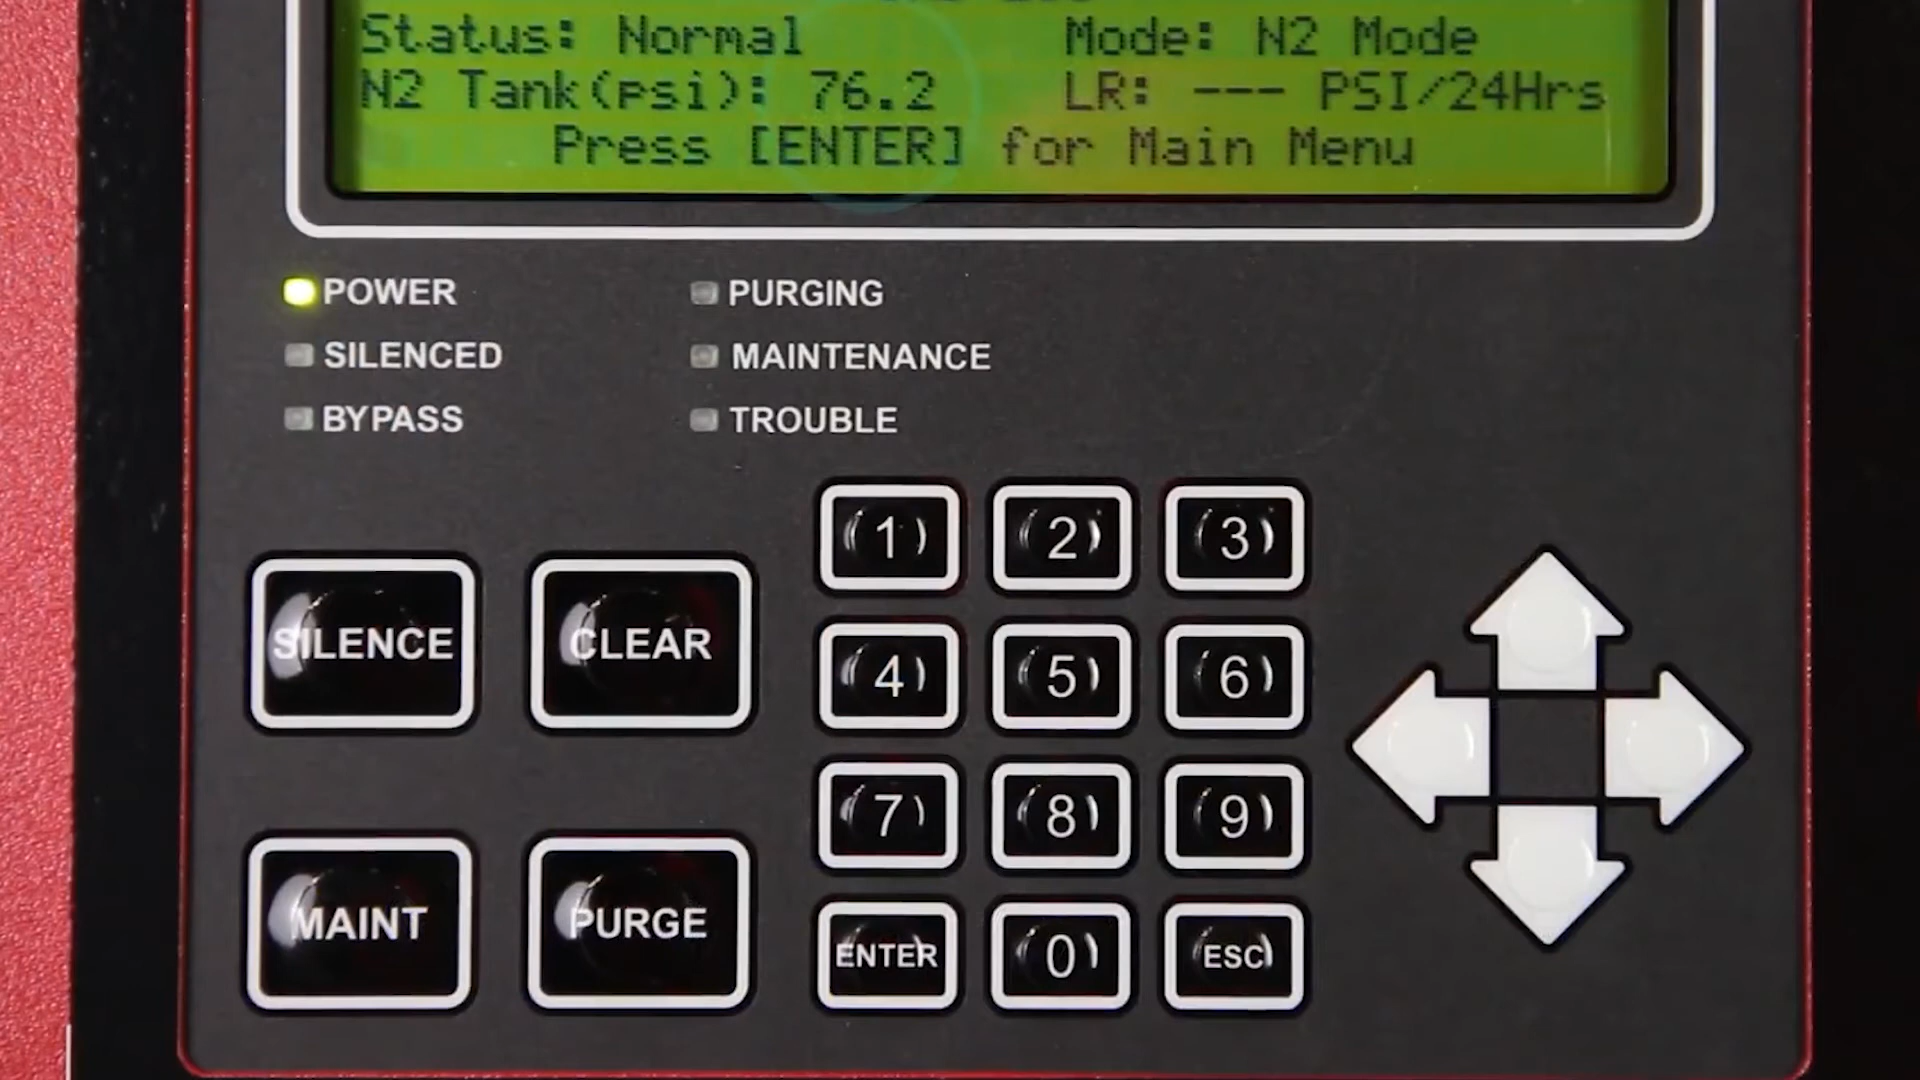 Status: Normal Mode: N2 Mode
N2 Tank(psi): 76.2 LR: --- PSI/24Hrs
Press [ENTER] for Main Menu
POWER PURGING
SILENCED MAINTENANCE
BYPASS TROUBLE
1 2 3
SILENCE CLEAR
4 5 6
7 8 9
MAINT PURGE
ENTER 0 ESC